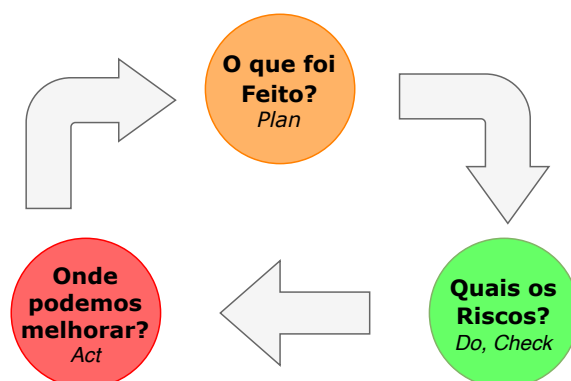 O que foi
Feito?
Plan
Quais os
Riscos?
Do, Check
Onde
podemos
melhorar?
Act